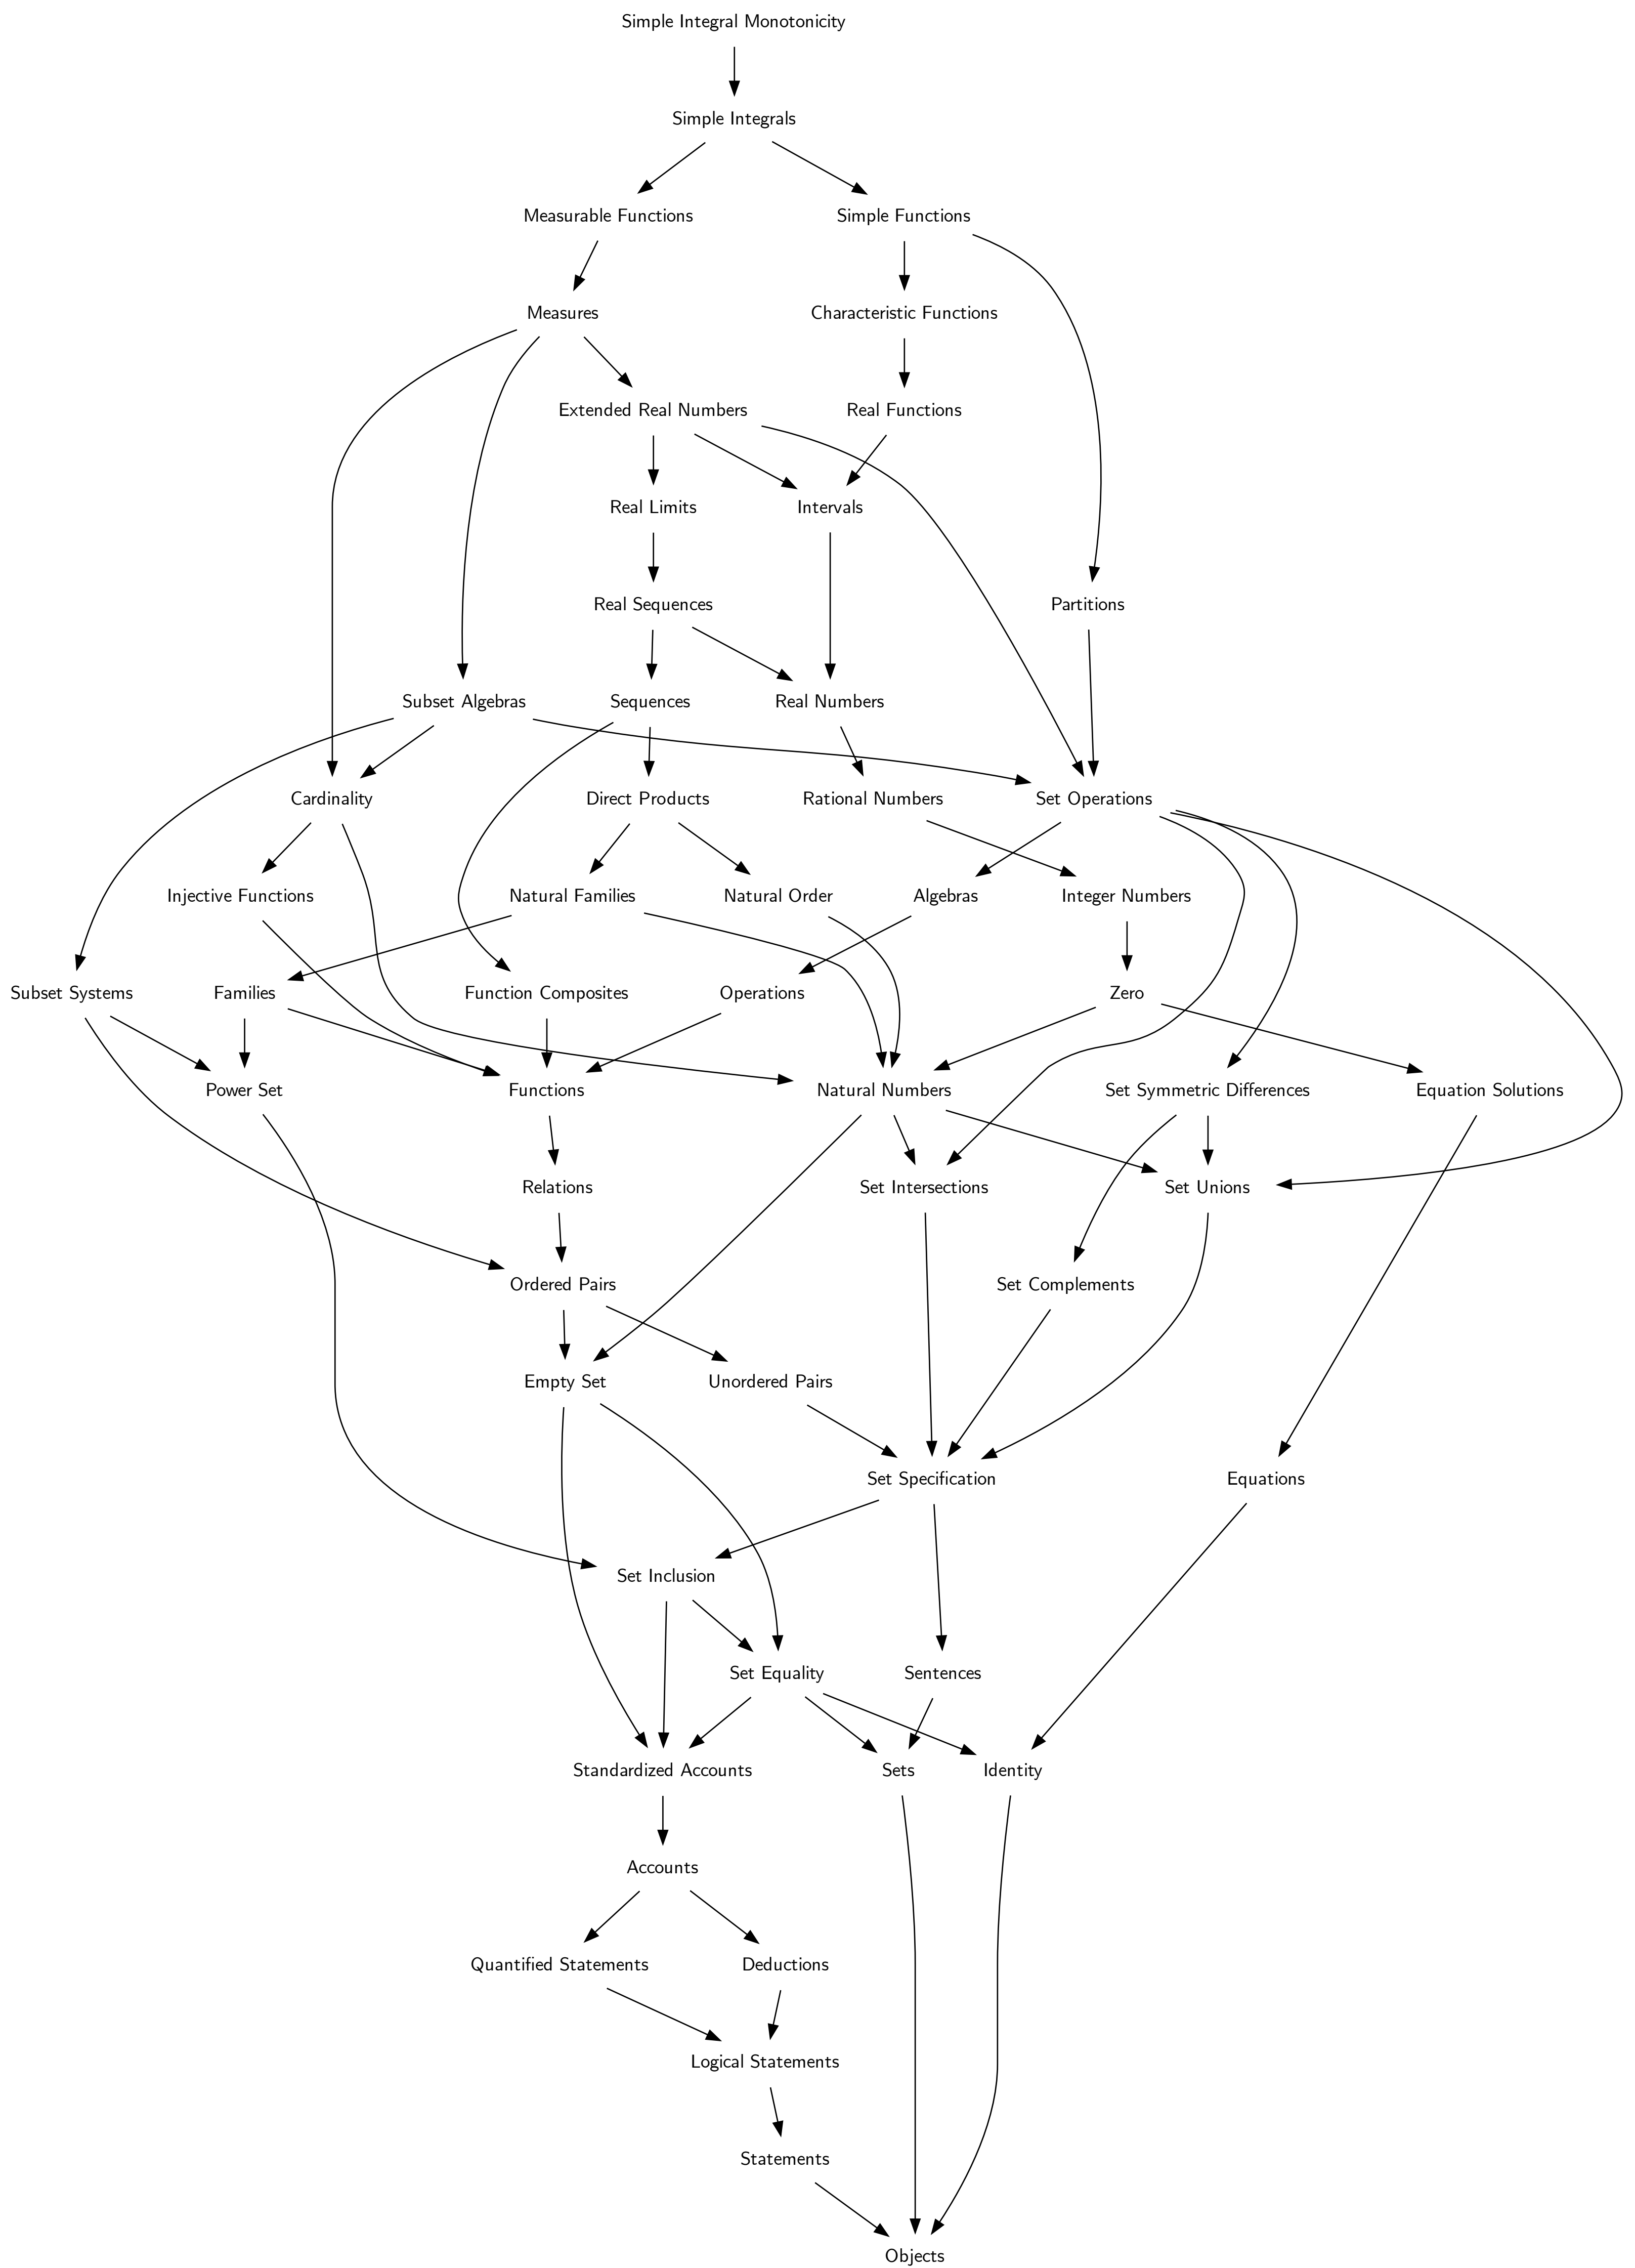 Simple Integral Monotonicity
Simple Integrals
Measurable Functions
Simple Functions
Measures
Characteristic Functions
Extended Real Numbers
Real Functions
Real Limits
Intervals
Real Sequences
Partitions
Subset Algebras
Sequences
Real Numbers
Cardinality
Direct Products
Rational Numbers
Set Operations
Injective Functions
Natural Families
Natural Order
Algebras
Integer Numbers
Subset Systems
Families
Function Composites
Operations
Zero
Power Set
Functions
Natural Numbers
Set Symmetric Differences
Equation Solutions
Relations
Set Intersections
Set Unions
Ordered Pairs
Set Complements
Empty Set
Unordered Pairs
Set Specification
Equations
Set Inclusion
Set Equality
Sentences
Standardized Accounts
Sets
Identity
Accounts
Quantified Statements
Deductions
Logical Statements
Statements
Objects